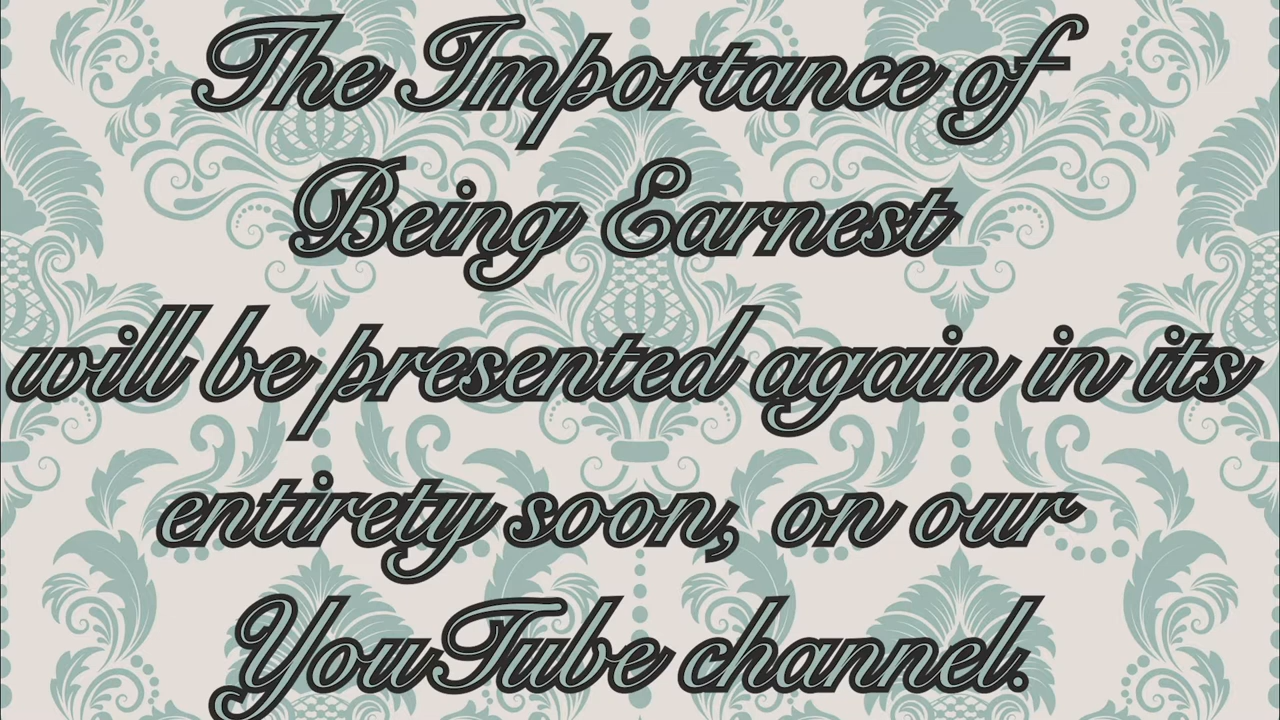 The Importance of
Being Earnest
will be presented again in its
entirety soon, on our
YouTube channel.